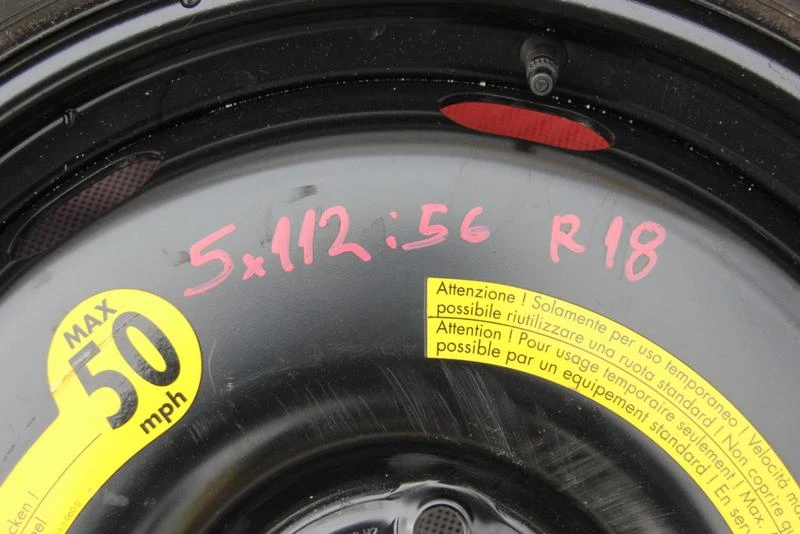 5x112:56 R18
MAX
50
mph
Attenzione ! Solamente per uso temporaneo ! Velocità
possibile riutilizzare una ruota standard ! Non coprire
Attention ! Pour usage temporaire seulement ! Max.
possible par un equipement standard ! En